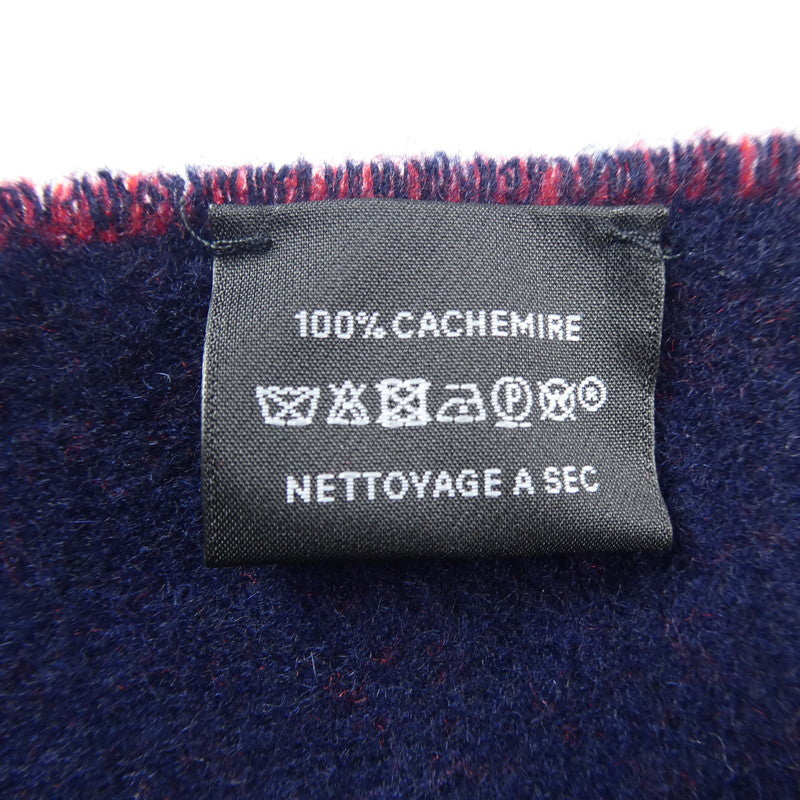 100% CACHEMIRE
P W ®
NETTOYAGE A SEC